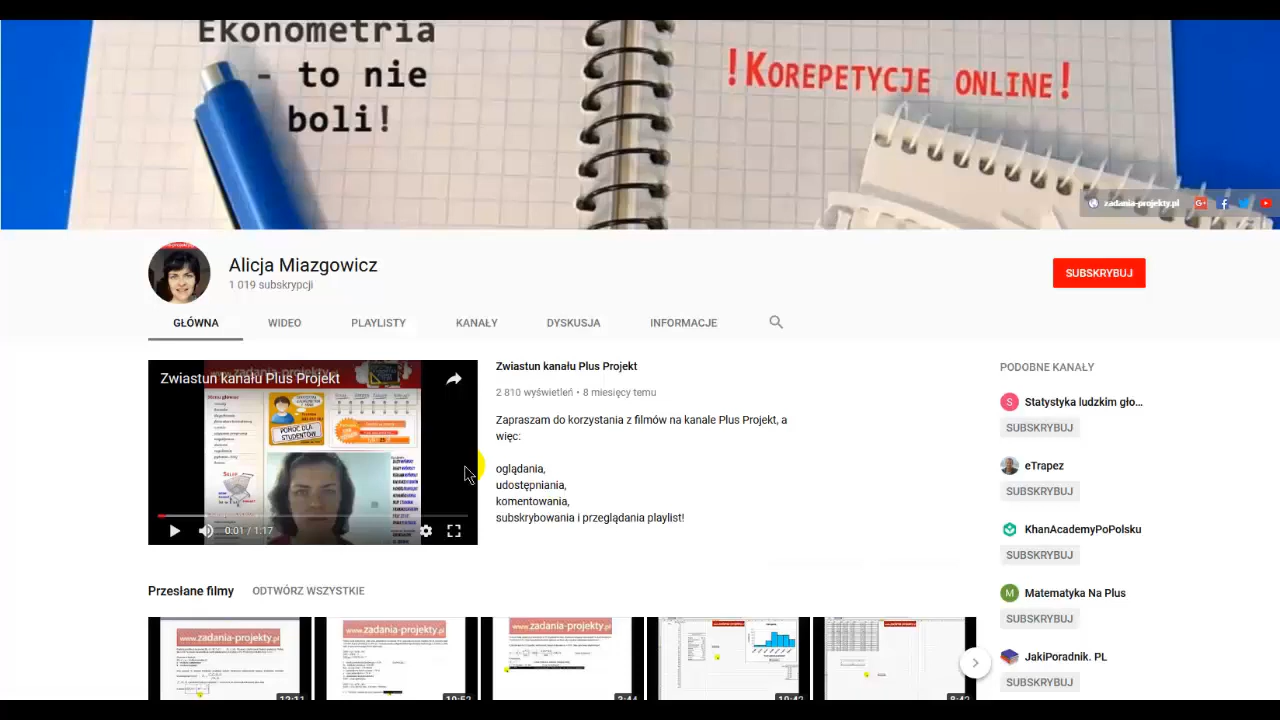 Ekonometria
- to nie
boli!
!Korepetycje online!
zadania-projekty.pl
Alicja Miazgowicz
1 019 subskrypcji
SUBSKRYBUJ
GŁÓWNA
WIDEO
PLAYLISTY
KANAŁY
DYSKUSJA
INFORMACJE
Zwiastun kanału Plus Projekt
POMOC DLA
STUDENTÓW
0:01 / 1:17
Zwiastun kanału Plus Projekt
2 810 wyświetleń • 8 miesięcy temu
Zapraszam do korzystania z filmów na kanale Plus Projekt, a
więc:
oglądania,
udostępniania,
komentowania,
subskrybowania i przeglądania playlist!
PODOBNE KANAŁY
S
Statystyka ludzkim gło...
SUBSKRYBUJ
eTrapez
SUBSKRYBUJ
KhanAcademyPoPolsku
SUBSKRYBUJ
M
Matematyka Na Plus
SUBSKRYBUJ
SUBSKRYBUJ
Przesłane filmy
ODTWÓRZ WSZYSTKIE
www.zadania-projekty.pl
www.zadania-projekty.pl
www.zadania-projekty.pl